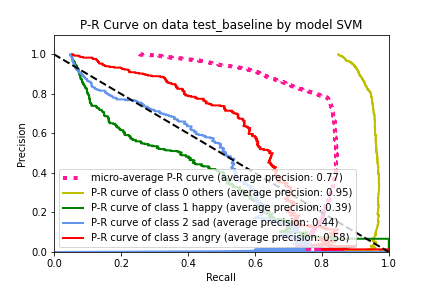 P-R Curve on data test_baseline by model SVM
1.0
0.8
0.6
0.4
0.2
0.0
Precision
micro-average P-R curve (average precision: 0.77)
P-R curve of class 0 others (average precision: 0.95)
P-R curve of class 1 happy (average precision: 0.39)
P-R curve of class 2 sad (average precision: 0.44)
P-R curve of class 3 angry (average precision: 0.58)
0.0 0.2 0.4 0.6 0.8 1.0
Recall